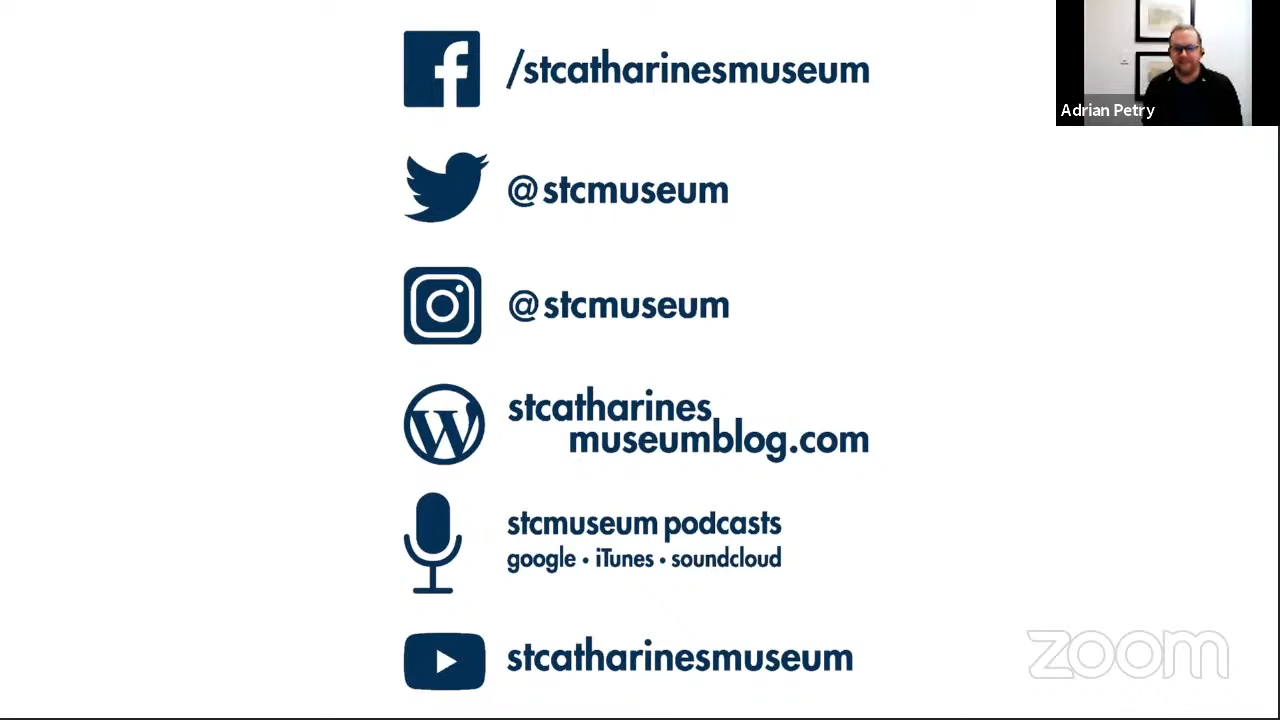 /stcatharinesmuseum
Adrian Petry
@stcmuseum
@stcmuseum
stcatharines
museumblog.com
stcmuseum podcasts
google • iTunes • soundcloud
stcatharinesmuseum
zoom